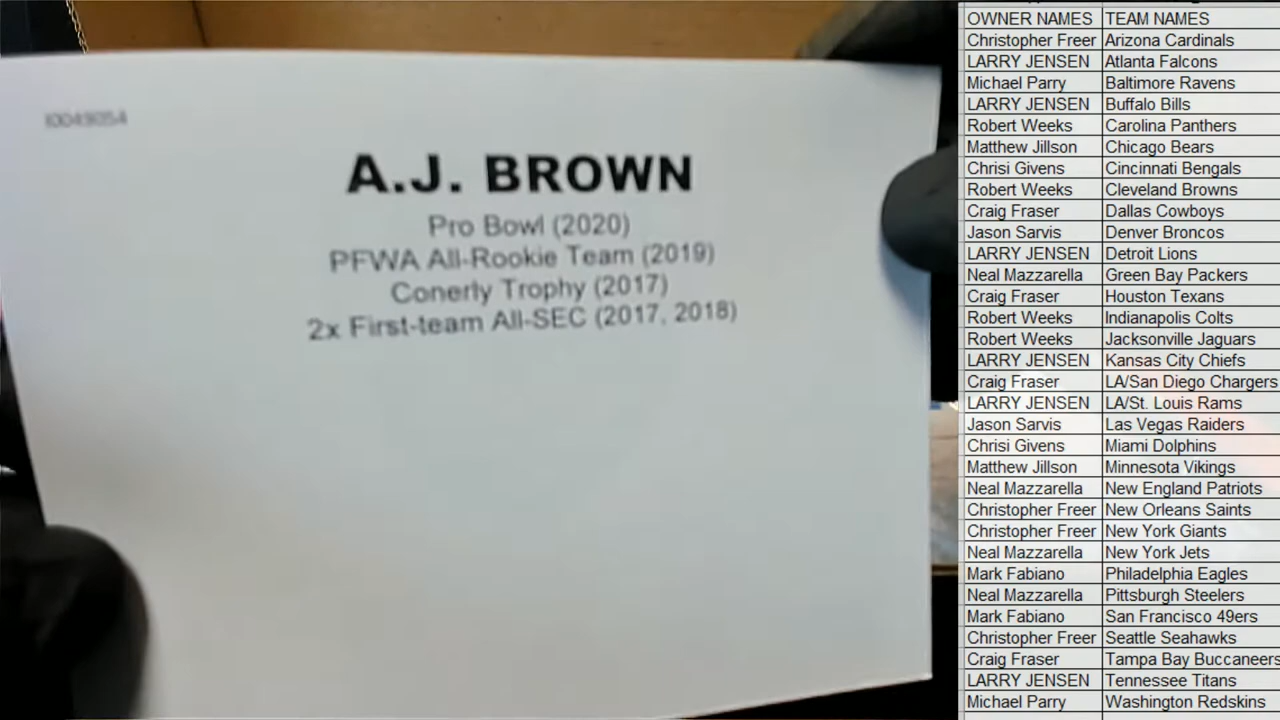 I0049054
A.J. BROWN
Pro Bowl (2020)
PFWA All-Rookie Team (2019)
Conerly Trophy (2017)
2x First-team All-SEC (2017, 2018)
OWNER NAMES TEAM NAMES
Christopher Freer Arizona Cardinals
LARRY JENSEN Atlanta Falcons
Michael Parry Baltimore Ravens
LARRY JENSEN Buffalo Bills
Robert Weeks Carolina Panthers
Matthew Jillson Chicago Bears
Chrisi Givens Cincinnati Bengals
Robert Weeks Cleveland Browns
Craig Fraser Dallas Cowboys
Jason Sarvis Denver Broncos
LARRY JENSEN Detroit Lions
Neal Mazzarella Green Bay Packers
Craig Fraser Houston Texans
Robert Weeks Indianapolis Colts
Robert Weeks Jacksonville Jaguars
LARRY JENSEN Kansas City Chiefs
Craig Fraser LA/San Diego Chargers
LARRY JENSEN LA/St. Louis Rams
Jason Sarvis Las Vegas Raiders
Chrisi Givens Miami Dolphins
Matthew Jillson Minnesota Vikings
Neal Mazzarella New England Patriots
Christopher Freer New Orleans Saints
Christopher Freer New York Giants
Neal Mazzarella New York Jets
Mark Fabiano Philadelphia Eagles
Neal Mazzarella Pittsburgh Steelers
Mark Fabiano San Francisco 49ers
Christopher Freer Seattle Seahawks
Craig Fraser Tampa Bay Buccaneers
LARRY JENSEN Tennessee Titans
Michael Parry Washington Redskins